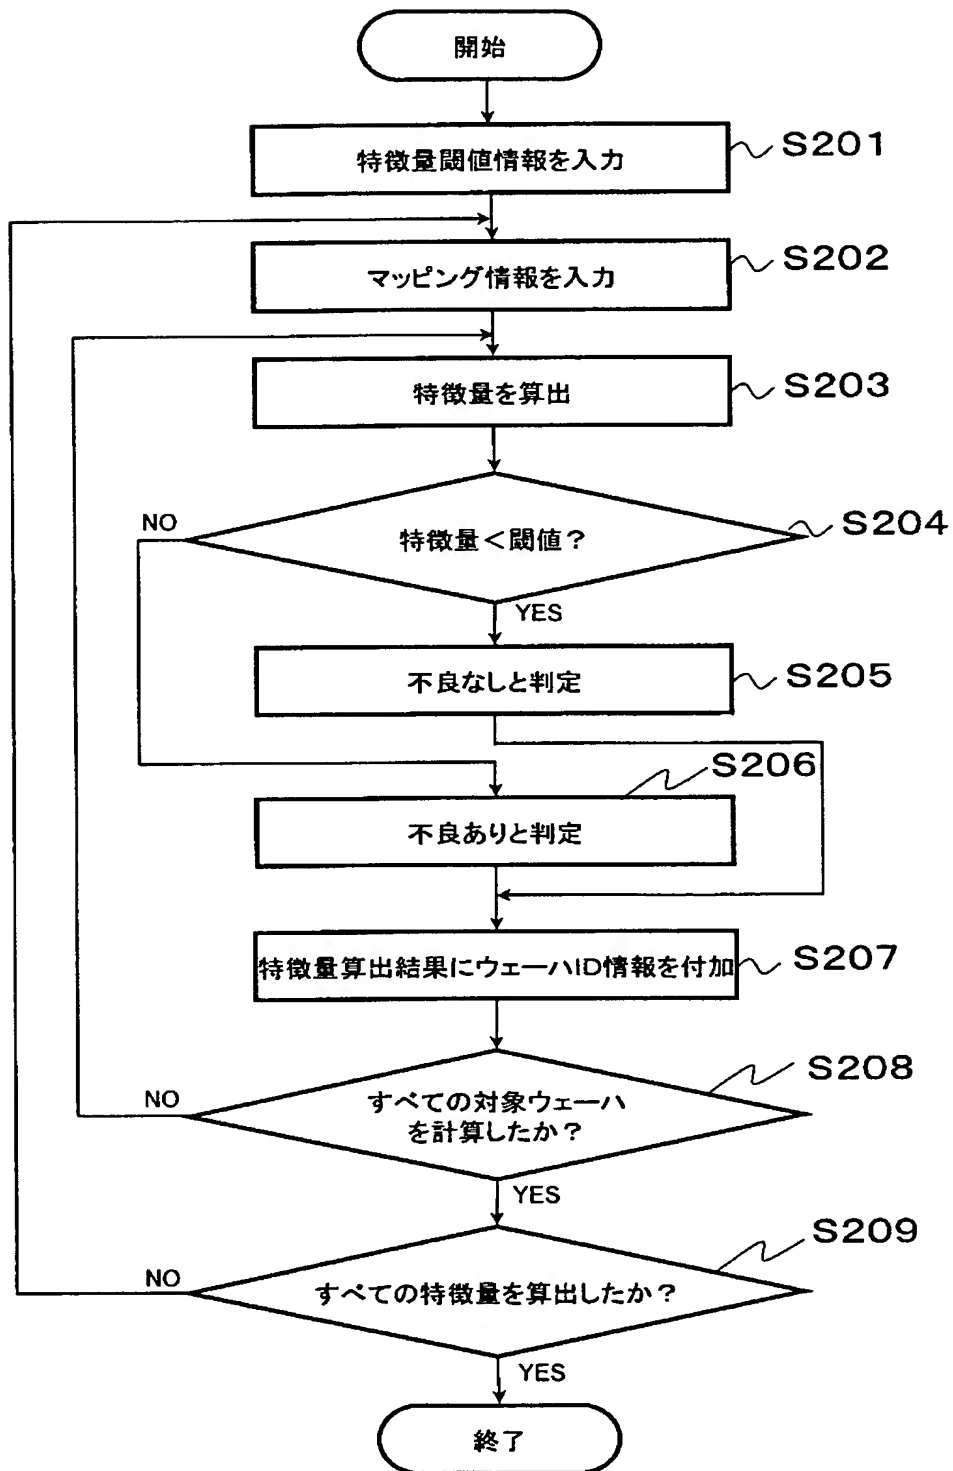 開始
特徴量閾値情報を入力
S201
マッピング情報を入力
S202
特徴量を算出
S203
特徴量<閾値?
S204
NO
YES
不良なしと判定
S205
S206
不良ありと判定
特徴量算出結果にウェーハID情報を付加
S207
すべての対象ウェーハ
を計算したか?
S208
NO
YES
すべての特徴量を算出したか?
S209
NO
YES
終了